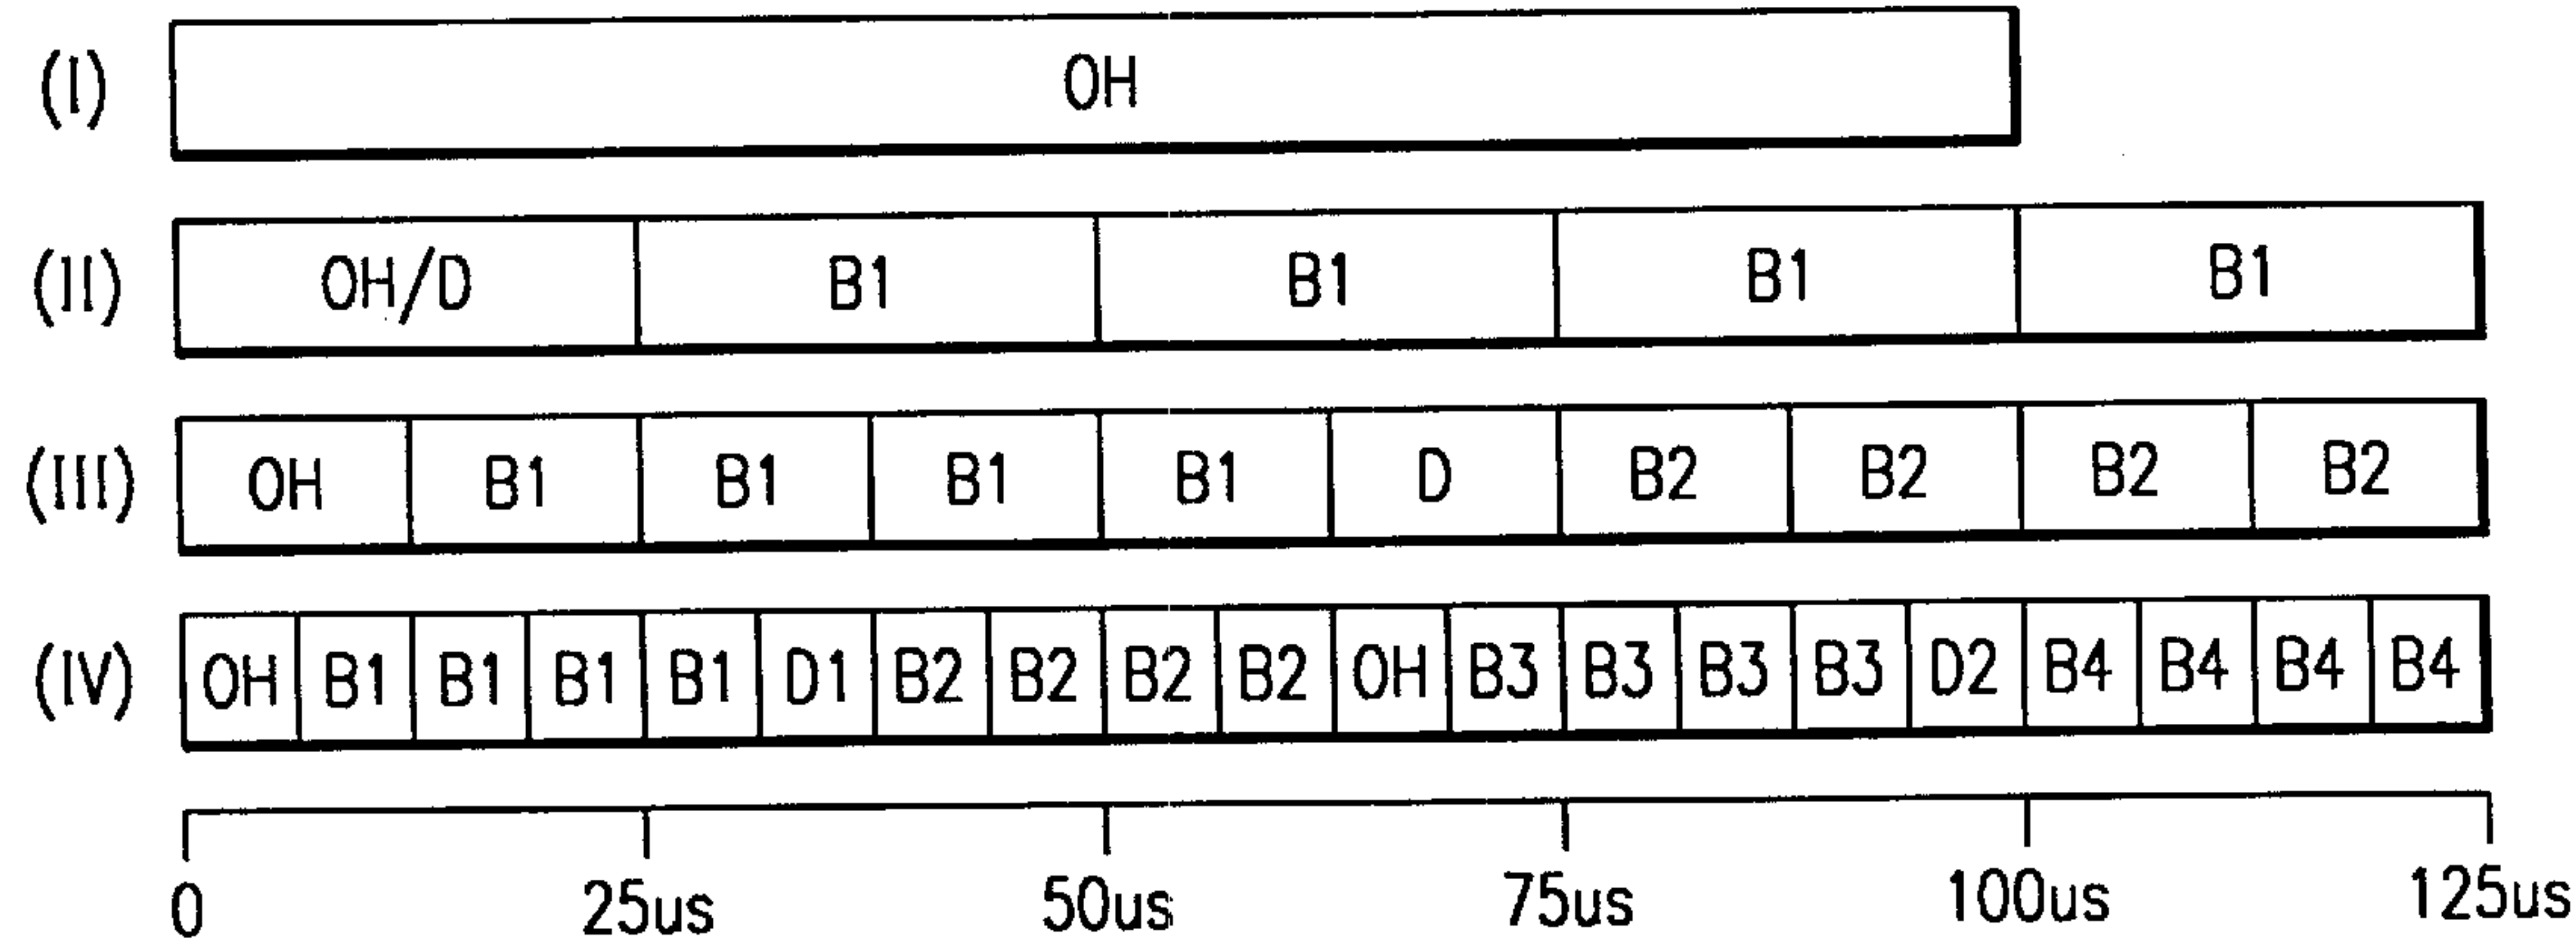 (I) OH
(II) OH/D B1 B1 B1 B1
(III) OH B1 B1 B1 B1 D B2 B2 B2 B2
(IV) OH B1 B1 B1 B1 D1 B2 B2 B2 B2 OH B3 B3 B3 B3 D2 B4 B4 B4 B4
0 25us 50us 75us 100us 125us